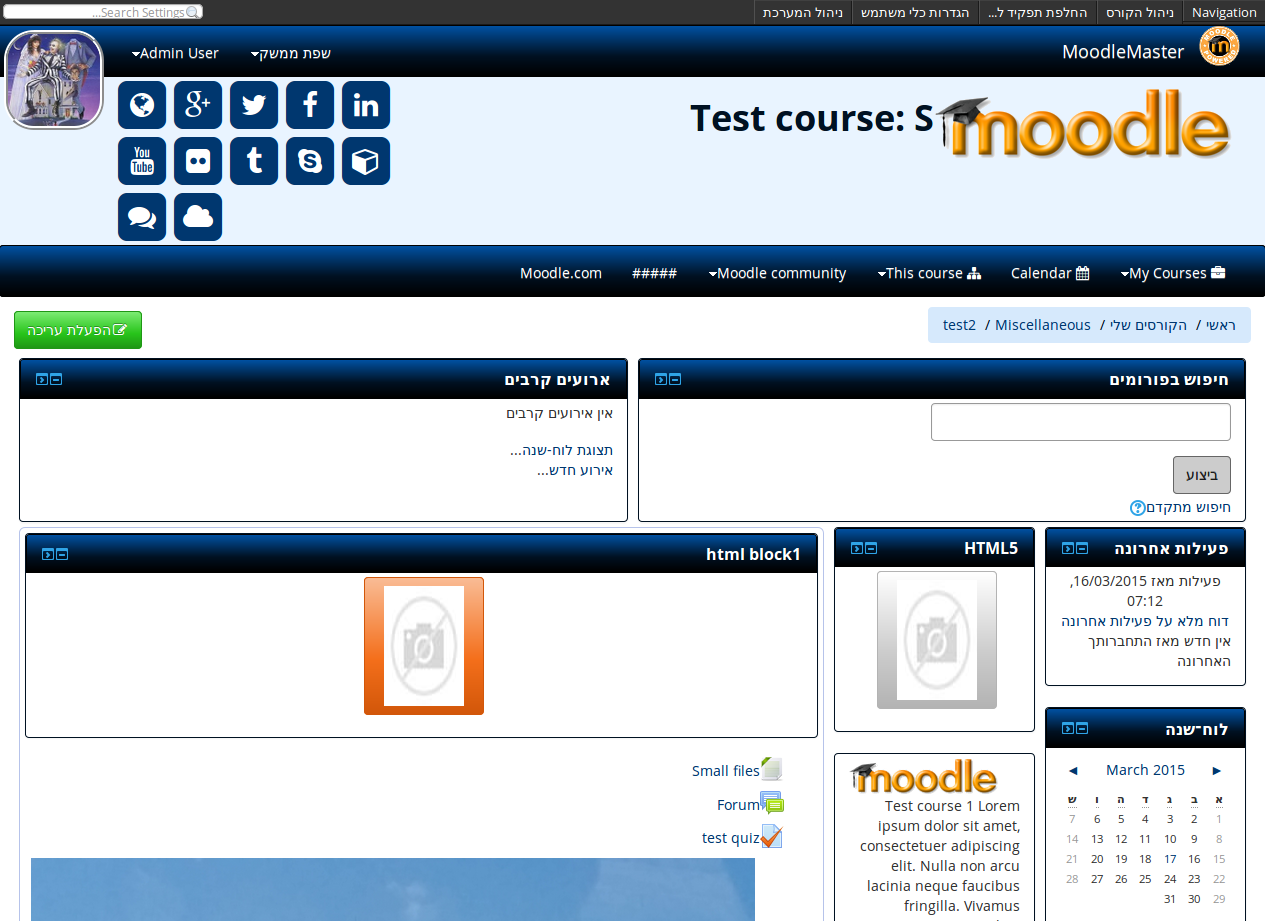 Navigation
ניהול הקורס
החלפת תפקיד ל...
הגדרות כלי משתמש
ניהול המערכת
Search Settings...
MOODLE POWERED
MoodleMaster
שפת ממשק
Admin User
Test course: S
moodle
You Tube
My Courses
Calendar
This course
Moodle community
#####
Moodle.com
ראשי / הקורסים שלי / Miscellaneous / test2
הפעלת עריכה
חיפוש בפורומים
ביצוע
חיפוש מתקדם
ארועים קרבים
אין אירועים קרבים
תצוגת לוח-שנה...
אירוע חדש...
פעילות אחרונה
פעילות מאז 16/03/2015,
07:12
דוח מלא על פעילות אחרונה
אין חדש מאז התחברותך
האחרונה
לוח־שנה
◄ March 2015 ►
א ב ג ד ה ו ש
1 2 3 4 5 6 7
8 9 10 11 12 13 14
15 16 17 18 19 20 21
22 23 24 25 26 27 28
29 30 31
HTML5
moodle
Test course 1 Lorem
ipsum dolor sit amet,
consectetuer adipiscing
elit. Nulla non arcu
lacinia neque faucibus
fringilla. Vivamus
html block1
Small files
Forum
test quiz